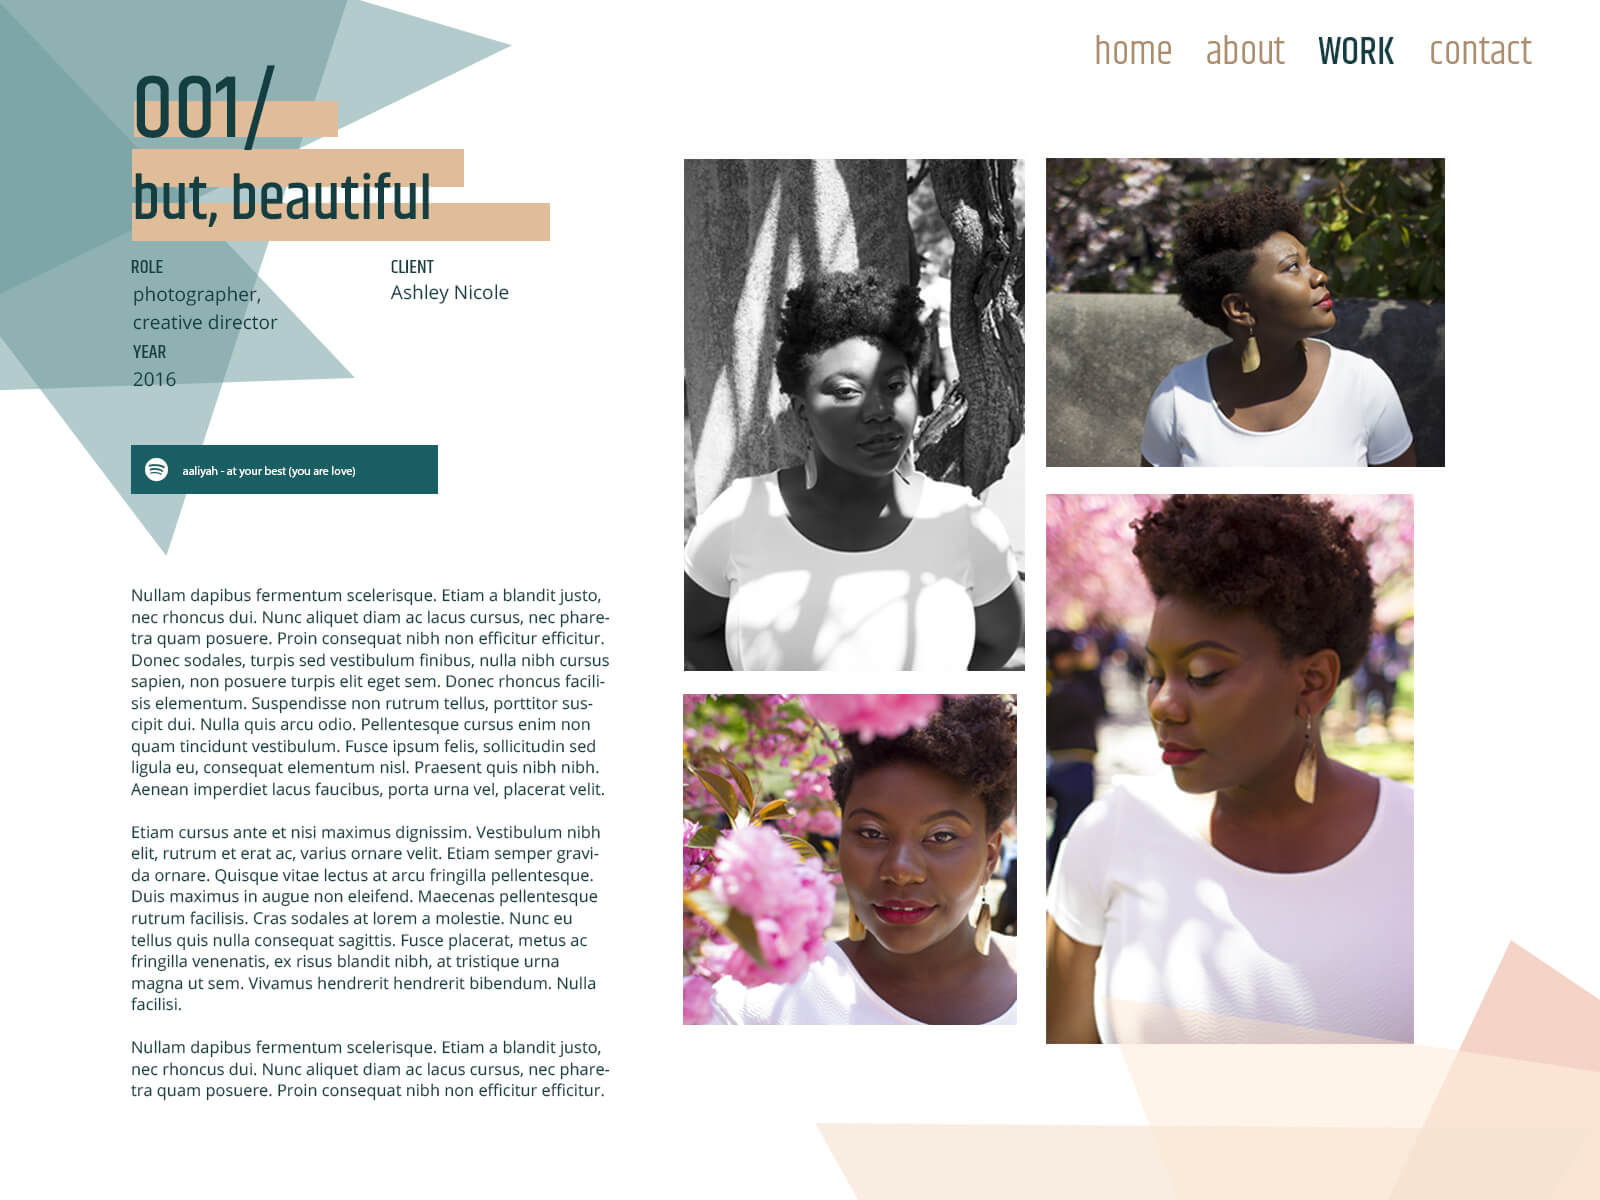 home about WORK contact
001/
but, beautiful
ROLE
photographer,
creative director
YEAR
2016
CLIENT
Ashley Nicole
aaliyah - at your best (you are love)
Nullam dapibus fermentum scelerisque. Etiam a blandit justo,
nec rhoncus dui. Nunc aliquet diam ac lacus cursus, nec phare-
tra quam posuere. Proin consequat nibh non efficitur efficitur.
Donec sodales, turpis sed vestibulum finibus, nulla nibh cursus
sapien, non posuere turpis elit eget sem. Donec rhoncus facili-
sis elementum. Suspendisse non rutrum tellus, porttitor sus-
cipit dui. Nulla quis arcu odio. Pellentesque cursus enim non
quam tincidunt vestibulum. Fusce ipsum felis, sollicitudin sed
ligula eu, consequat elementum nisl. Praesent quis nibh nibh.
Aenean imperdiet lacus faucibus, porta urna vel, placerat velit.
Etiam cursus ante et nisi maximus dignissim. Vestibulum nibh
elit, rutrum et erat ac, varius ornare velit. Etiam semper gravi-
da ornare. Quisque vitae lectus at arcu fringilla pellentesque.
Duis maximus in augue non eleifend. Maecenas pellentesque
rutrum facilisis. Cras sodales at lorem a molestie. Nunc eu
tellus quis nulla consequat sagittis. Fusce placerat, metus ac
fringilla venenatis, ex risus blandit nibh, at tristique urna
magna ut sem. Vivamus hendrerit hendrerit bibendum. Nulla
facilisi.
Nullam dapibus fermentum scelerisque. Etiam a blandit justo,
nec rhoncus dui. Nunc aliquet diam ac lacus cursus, nec phare-
tra quam posuere. Proin consequat nibh non efficitur efficitur.